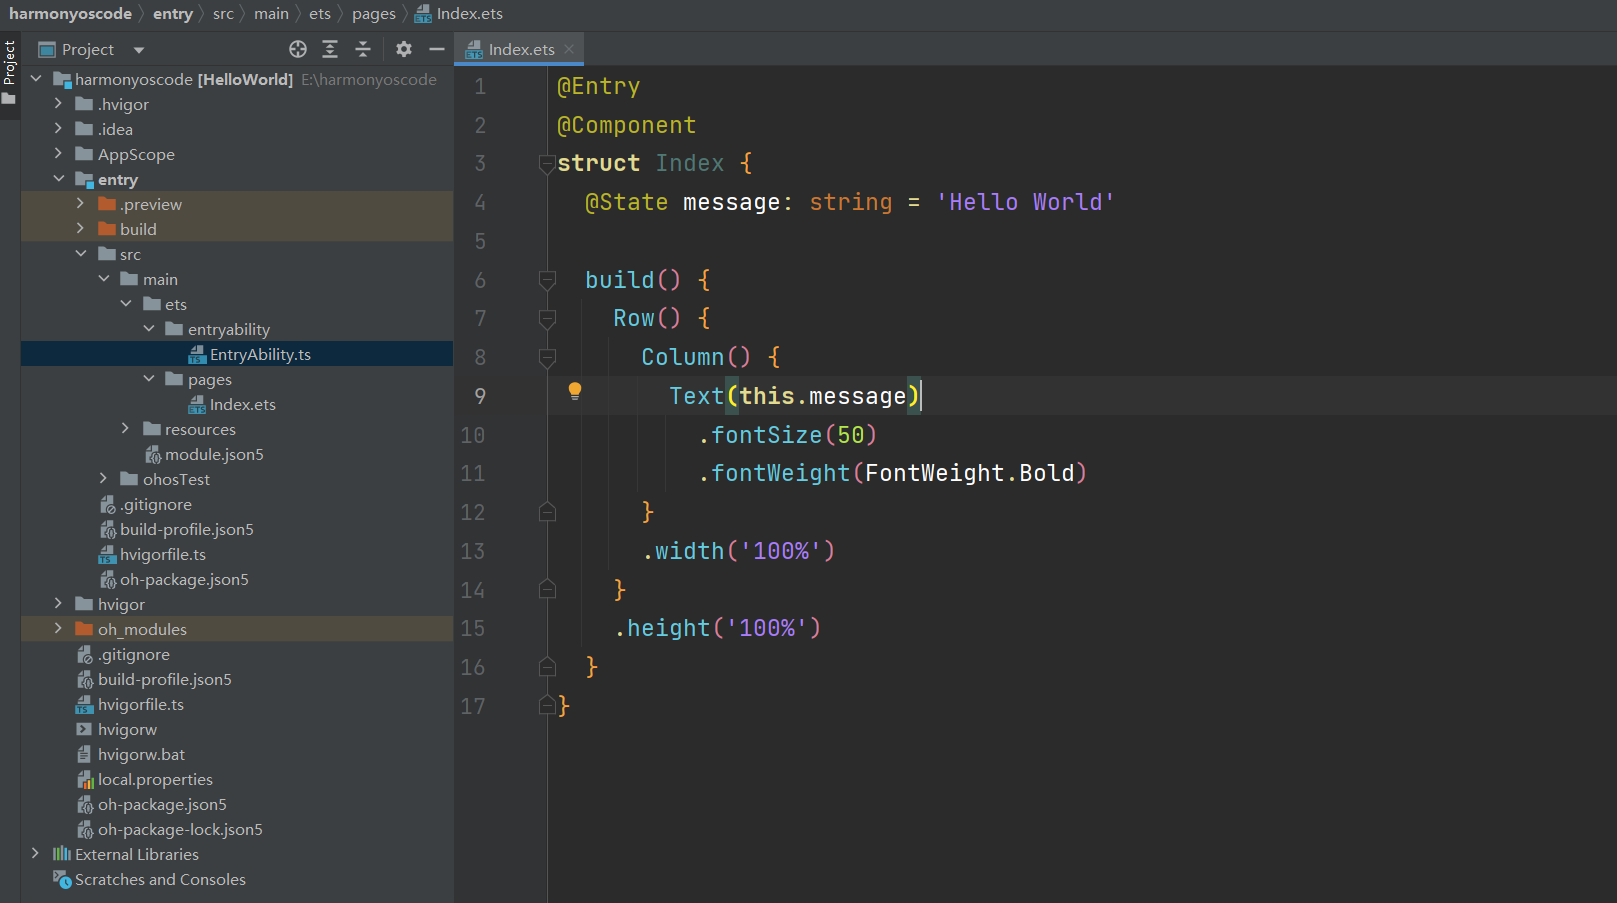 harmonyoscode entry src main ets pages Index.ets
Project
Project
Index.ets
harmonyoscode [HelloWorld] E:\harmonyoscode
.hvigor
.idea
AppScope
entry
.preview
build
src
main
ets
entryability
EntryAbility.ts
pages
Index.ets
resources
module.json5
ohosTest
.gitignore
build-profile.json5
hvigorfile.ts
oh-package.json5
hvigor
oh_modules
.gitignore
build-profile.json5
hvigorfile.ts
hvigorw
hvigorw.bat
local.properties
oh-package.json5
oh-package-lock.json5
External Libraries
Scratches and Consoles
1 @Entry
2 @Component
3 struct Index {
4 @State message: string = 'Hello World'
5
6 build() {
7 Row() {
8 Column() {
9 Text(this.message)
10 .fontSize(50)
11 .fontWeight(FontWeight.Bold)
12 }
13 .width('100%')
14 }
15 .height('100%')
16 }
17 }